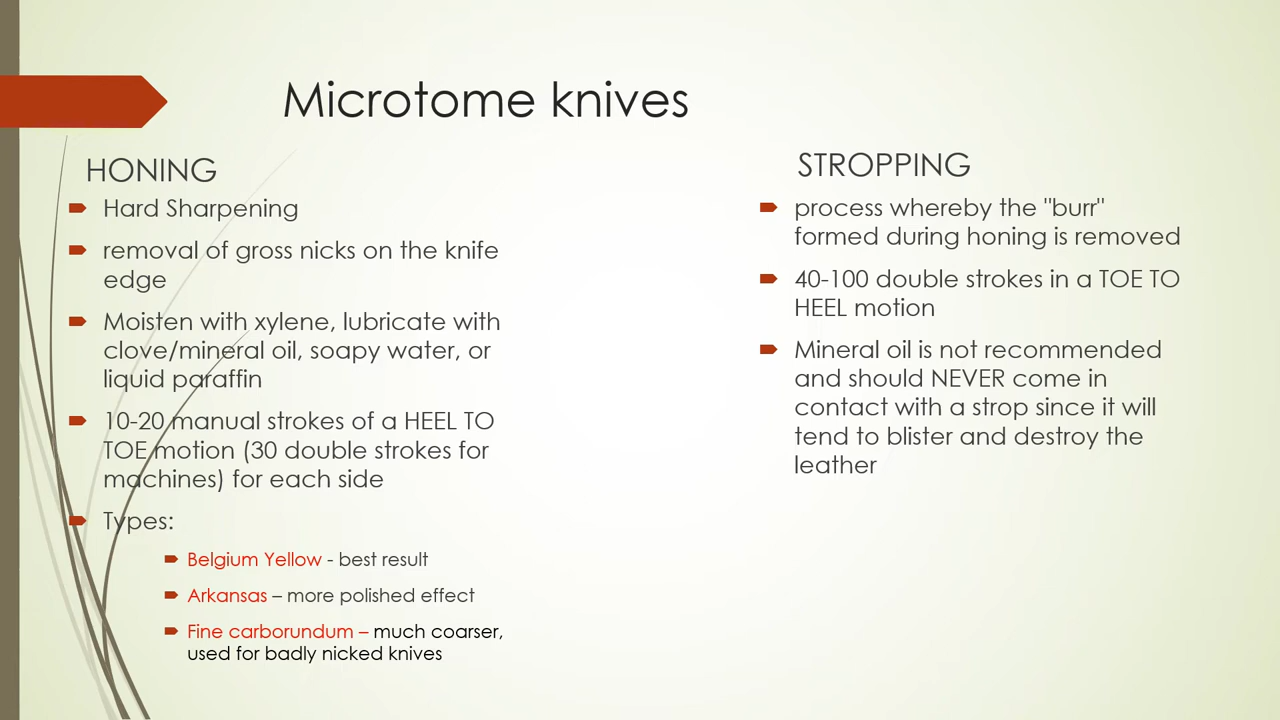 Microtome knives
HONING
Hard Sharpening
removal of gross nicks on the knife
edge
Moisten with xylene, lubricate with
clove/mineral oil, soapy water, or
liquid paraffin
10-20 manual strokes of a HEEL TO
TOE motion (30 double strokes for
machines) for each side
Types:
Belgium Yellow - best result
Arkansas – more polished effect
Fine carborundum – much coarser,
used for badly nicked knives
STROPPING
process whereby the "burr"
formed during honing is removed
40-100 double strokes in a TOE TO
HEEL motion
Mineral oil is not recommended
and should NEVER come in
contact with a strop since it will
tend to blister and destroy the
leather